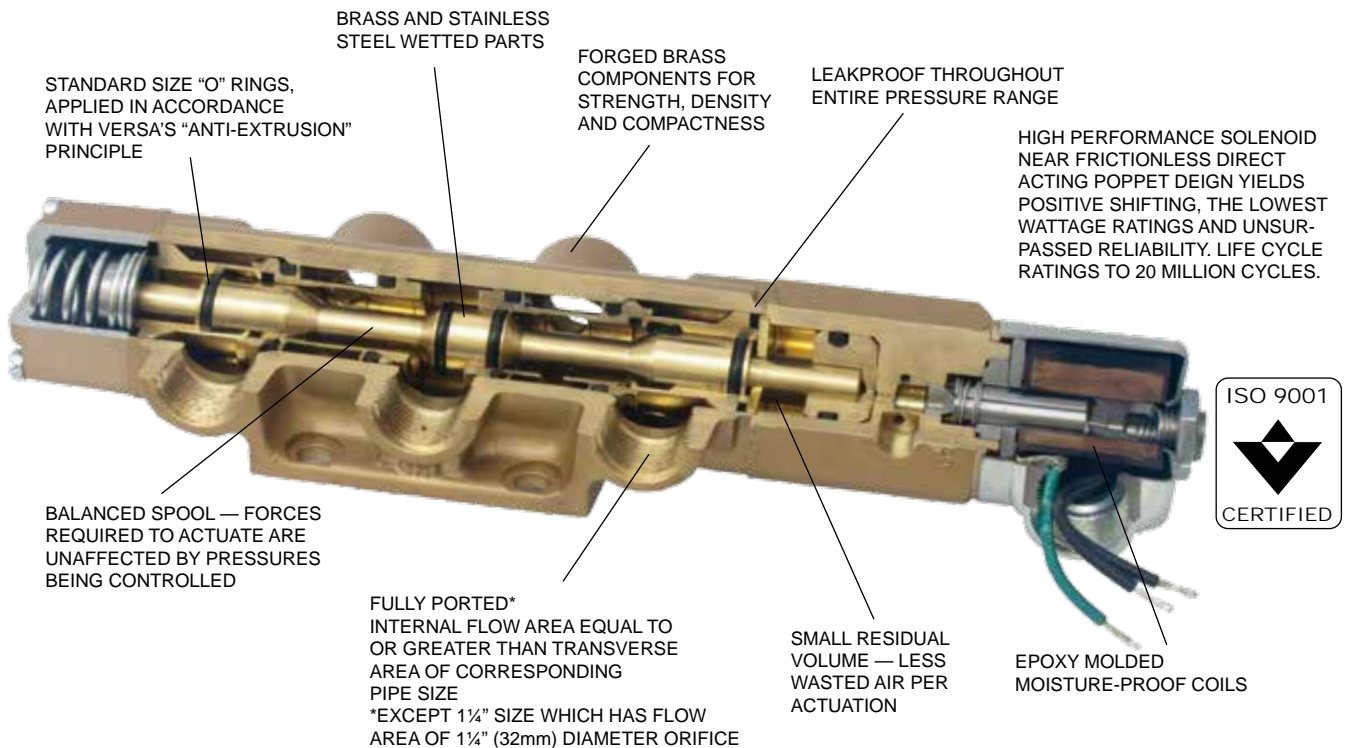 BRASS AND STAINLESS
STEEL WETTED PARTS
STANDARD SIZE “O” RINGS,
APPLIED IN ACCORDANCE
WITH VERSA’S “ANTI-EXTRUSION”
PRINCIPLE
FORGED BRASS
COMPONENTS FOR
STRENGTH, DENSITY
AND COMPACTNESS
LEAKPROOF THROUGHOUT
ENTIRE PRESSURE RANGE
HIGH PERFORMANCE SOLENOID
NEAR FRICTIONLESS DIRECT
ACTING POPPET DEIGN YIELDS
POSITIVE SHIFTING, THE LOWEST
WATTAGE RATINGS AND UNSUR-
PASSED RELIABILITY. LIFE CYCLE
RATINGS TO 20 MILLION CYCLES.
ISO 9001
CERTIFIED
BALANCED SPOOL — FORCES
REQUIRED TO ACTUATE ARE
UNAFFECTED BY PRESSURES
BEING CONTROLLED
FULLY PORTED*
INTERNAL FLOW AREA EQUAL TO
OR GREATER THAN TRANSVERSE
AREA OF CORRESPONDING
PIPE SIZE
*EXCEPT 1¼” SIZE WHICH HAS FLOW
AREA OF 1¼” (32mm) DIAMETER ORIFICE
SMALL RESIDUAL
VOLUME — LESS
WASTED AIR PER
ACTUATION
EPOXY MOLDED
MOISTURE-PROOF COILS